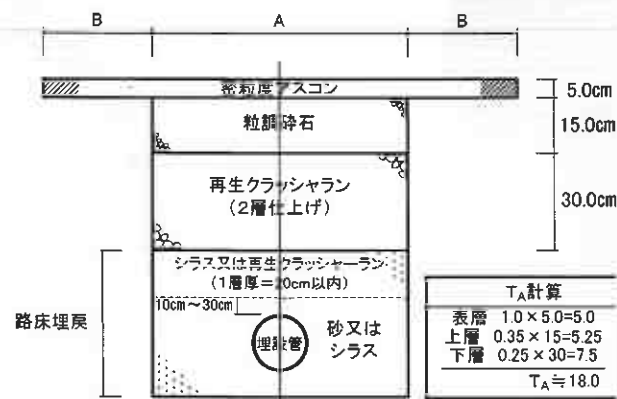 B A B
密粒度アスコン
5.0cm
粒調砕石
15.0cm
再生クラッシャラン
(2層仕上げ)
30.0cm
シラス又は再生クラッシャーラン
(1層厚=20cm以内)
10cm～30cm
路床埋戻
埋設管
砂又は
シラス
TA計算
表層 1.0×5.0=5.0
上層 0.35×15=5.25
下層 0.25×30=7.5
TA≒18.0